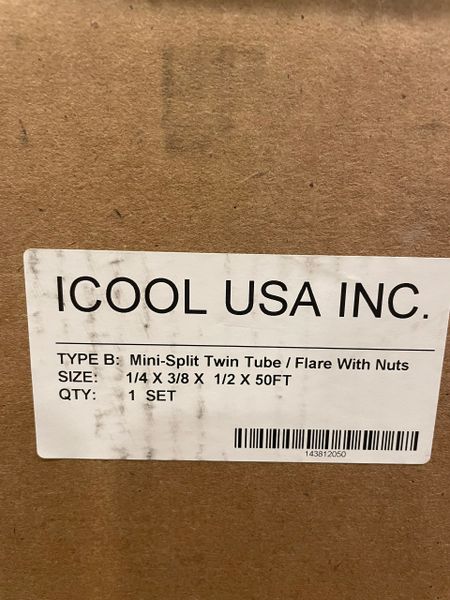 ICOOL USA INC.
TYPE B: Mini-Split Twin Tube / Flare With Nuts
SIZE: 1/4 X 3/8 X 1/2 X 50FT
QTY: 1 SET
143812050